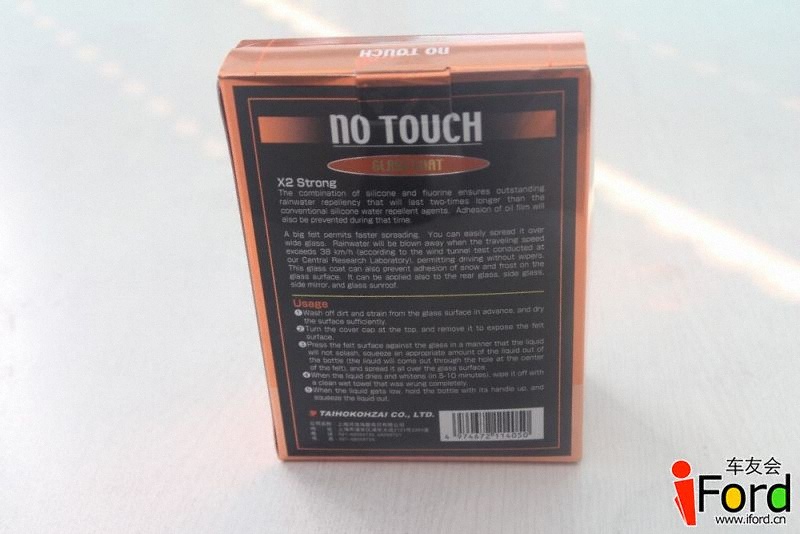 NO TOUCH
NO TOUCH
GLASS COAT
X2 Strong
The combination of silicone and fluorine ensures outstanding
rainwater repellency that will last two-times longer than the
conventional silicone water repellent agents. Adhesion of oil film will
also be prevented during that time.
A big felt permits faster spreading. You can easily spread it over
wide glass. Rainwater will be blown away when the traveling speed
exceeds 38 km/h (according to the wind tunnel test conducted at
our Central Research Laboratory), permitting driving without wipers.
This glass coat can also prevent adhesion of snow and frost on the
glass surface. It can be applied also to the rear glass, side glass,
side mirror, and glass sunroof.
Usage
①Wash off dirt and strain from the glass surface in advance, and dry
the surface sufficiently.
②Turn the cover cap at the top, and remove it to expose the felt
surface.
③Press the felt surface against the glass in a manner that the liquid
will not splash, squeeze an appropriate amount of the liquid out of
the bottle (the liquid will come out through the hole at the center
of the felt), and spread it all over the glass surface.
④When the liquid dries and whitens (in 5-10 minutes), wipe it off with
a clean wet towel that was wrung completely.
⑤When the liquid gets low, hold the bottle with its handle up, and
squeeze the liquid out.
TAIHOKOHZAI CO., LTD.
4 974672 114050
车友会
iFord
www.iford.cn